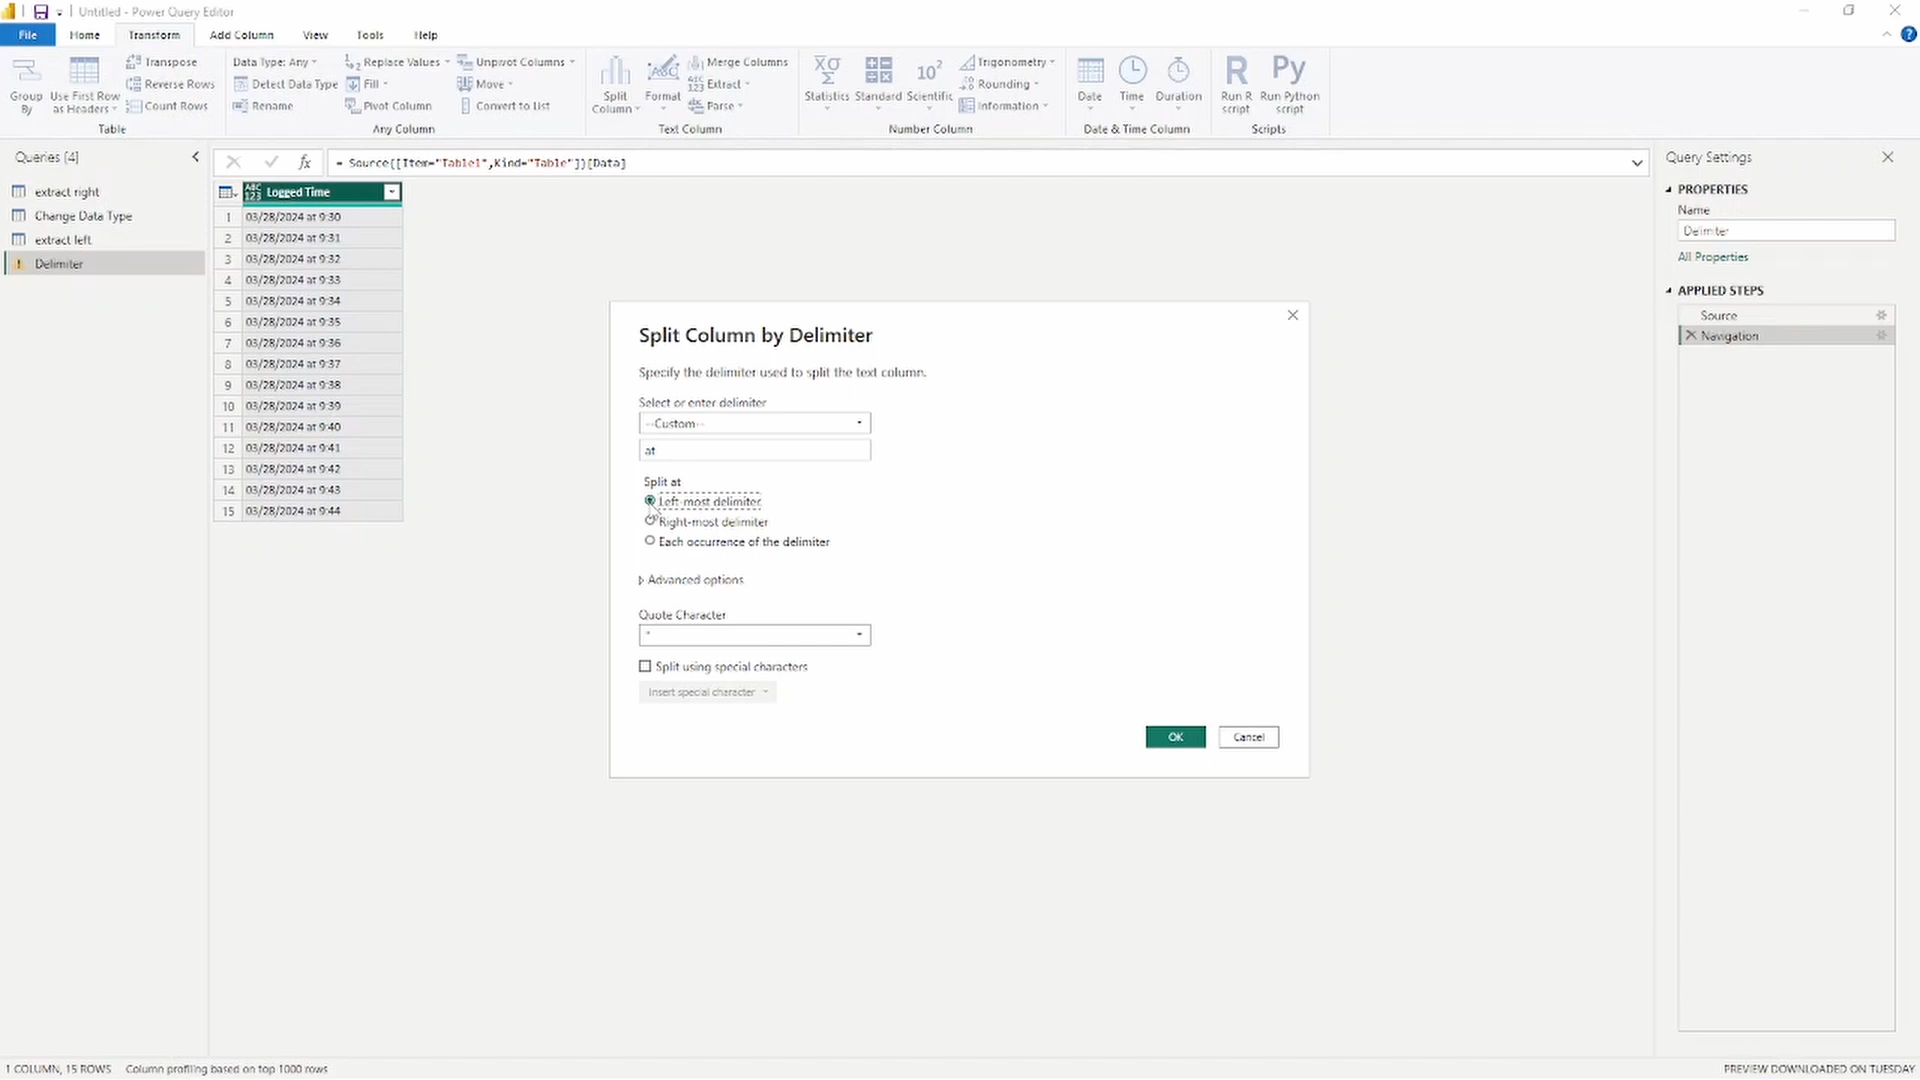 Untitled - Power Query Editor
File Home Transform Add Column View Tools Help
Group By
Use First Row as Headers
Transpose
Reverse Rows
Count Rows
Table
Data Type: Any
Detect Data Type
Rename
Replace Values
Fill
Pivot Column
Unpivot Columns
Move
Convert to List
Any Column
Split Column
Format
ABC
Merge Columns
ABC 123 Extract
abc Parse
Text Column
XO Σ
Statistics
Standard
10²
Scientific
Trigonometry
Rounding
Information
Number Column
Date
Time
Duration
Date & Time Column
R
Run R script
Py
Run Python script
Scripts
?
Queries [4]
extract right
Change Data Type
extract left
Delimiter
fx
= Source{[Item="Table1",Kind="Table"]}[Data]
ABC 123 Logged Time
1 03/28/2024 at 9:30
2 03/28/2024 at 9:31
3 03/28/2024 at 9:32
4 03/28/2024 at 9:33
5 03/28/2024 at 9:34
6 03/28/2024 at 9:35
7 03/28/2024 at 9:36
8 03/28/2024 at 9:37
9 03/28/2024 at 9:38
10 03/28/2024 at 9:39
11 03/28/2024 at 9:40
12 03/28/2024 at 9:41
13 03/28/2024 at 9:42
14 03/28/2024 at 9:43
15 03/28/2024 at 9:44
Split Column by Delimiter
Specify the delimiter used to split the text column.
Select or enter delimiter
--Custom--
at
Split at
Left-most delimiter
Right-most delimiter
Each occurrence of the delimiter
Advanced options
Quote Character
"
Split using special characters
Insert special character
OK
Cancel
Query Settings
PROPERTIES
Name
Delimiter
All Properties
APPLIED STEPS
Source
Navigation
1 COLUMN, 15 ROWS
Column profiling based on top 1000 rows
PREVIEW DOWNLOADED ON TUESDAY